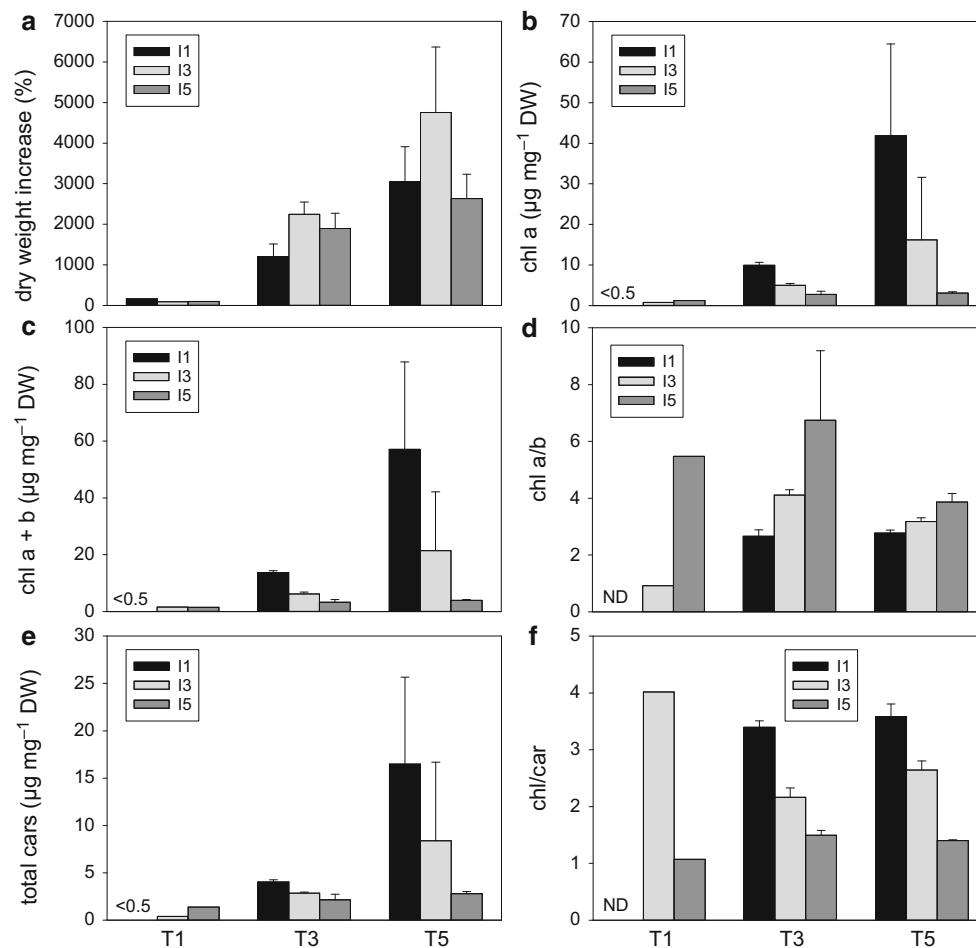 a
dry weight increase (%)
7000
6000
5000
4000
3000
2000
1000
0
I1
I3
I5
b
chl a (µg mg⁻¹ DW)
70
60
50
40
30
20
10
0
I1
I3
I5
<0.5
c
chl a + b (µg mg⁻¹ DW)
100
80
60
40
20
0
I1
I3
I5
<0.5
d
chl a/b
10
8
6
4
2
0
I1
I3
I5
ND
e
total cars (µg mg⁻¹ DW)
30
25
20
15
10
5
0
I1
I3
I5
<0.5
T1 T3 T5
f
chl/car
5
4
3
2
1
0
I1
I3
I5
ND
T1 T3 T5